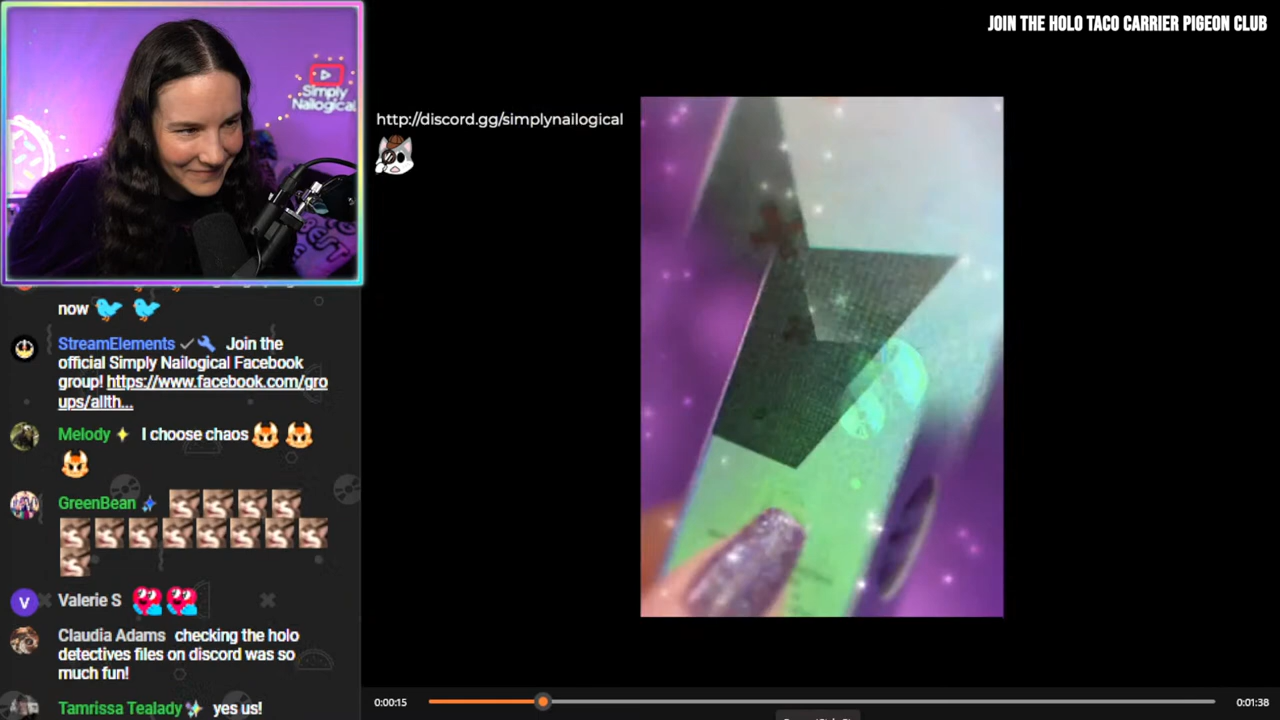 JOIN THE HOLO TACO CARRIER PIGEON CLUB
Simply
Nailogical
http://discord.gg/simplynailogical
now
StreamElements Join the
official Simply Nailogical Facebook
group! https://www.facebook.com/gro
ups/allth...
Melody I choose chaos
GreenBean
V Valerie S
Claudia Adams checking the holo
detectives files on discord was so
much fun!
Tamrissa Tealady yes us!
0:00:15
0:01:38